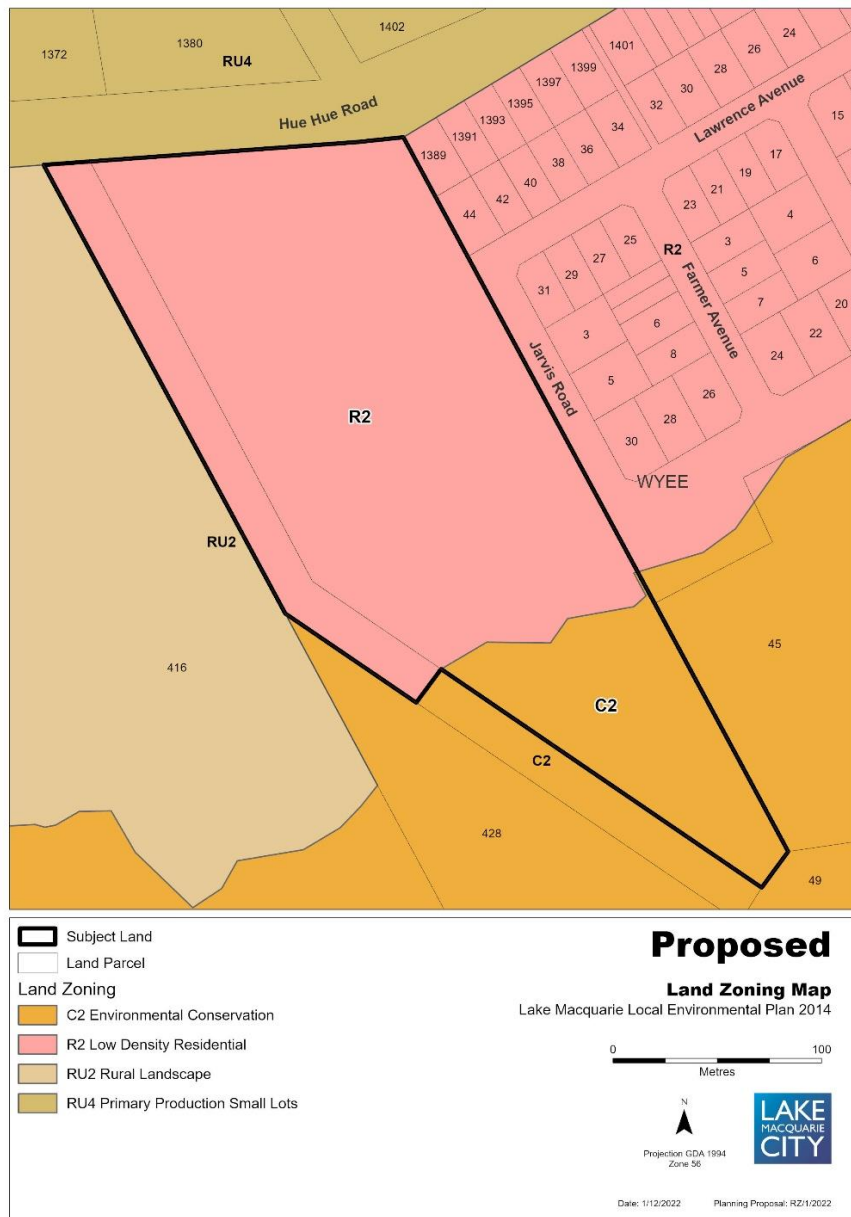 1372
1380
RU4
1402
Hue Hue Road
1389
1391
1393
1395
1397
1399
1401
32
30
28
26
24
44
42
40
38
36
34
Lawrence Avenue
15
31
29
27
25
R2
23
21
19
17
3
5
30
28
26
6
8
Jarvis Road
Farmer Avenue
3
5
7
4
6
24
22
20
R2
WYEE
RU2
416
45
C2
C2
428
49
Subject Land
Land Parcel
Land Zoning
C2 Environmental Conservation
R2 Low Density Residential
RU2 Rural Landscape
RU4 Primary Production Small Lots
Proposed
Land Zoning Map
Lake Macquarie Local Environmental Plan 2014
0 100
Metres
N
Projection GDA 1994
Zone 56
LAKE
MACQUARIE
CITY
Date: 1/12/2022 Planning Proposal: RZ/1/2022